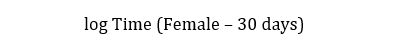 log Time (Female – 30 days)